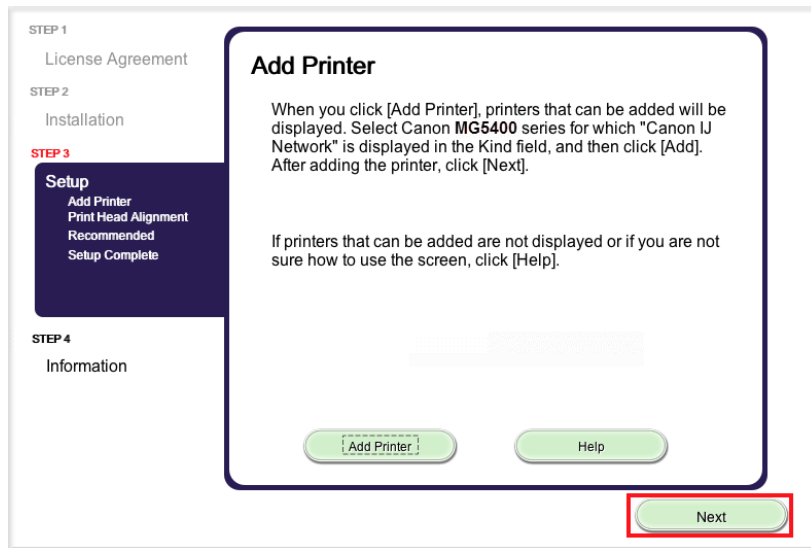 STEP 1
License Agreement
STEP 2
Installation
STEP 3
Setup
Add Printer
Print Head Alignment
Recommended
Setup Complete
STEP 4
Information
Add Printer
When you click [Add Printer], printers that can be added will be
displayed. Select Canon MG5400 series for which "Canon IJ
Network" is displayed in the Kind field, and then click [Add].
After adding the printer, click [Next].
If printers that can be added are not displayed or if you are not
sure how to use the screen, click [Help].
Add Printer
Help
Next